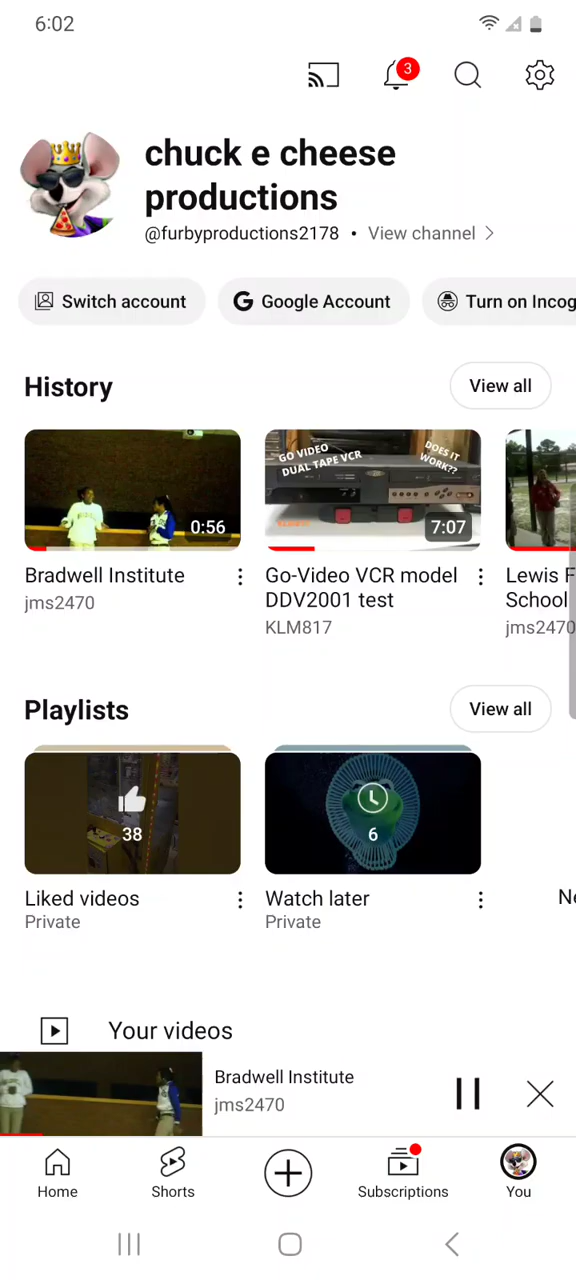 6:02
3
chuck e cheese
productions
@furbyproductions2178 • View channel
Switch account
G Google Account
Turn on Incog
History
View all
0:56
GO VIDEO
DUAL TAPE VCR
DOES IT
WORK??
KLM817
7:07
Bradwell Institute
jms2470
Go-Video VCR model
DDV2001 test
KLM817
Lewis F
School
jms2470
Playlists
View all
38
6
Liked videos
Private
Watch later
Private
Ne
Your videos
Bradwell Institute
jms2470
Home
Shorts
Subscriptions
You